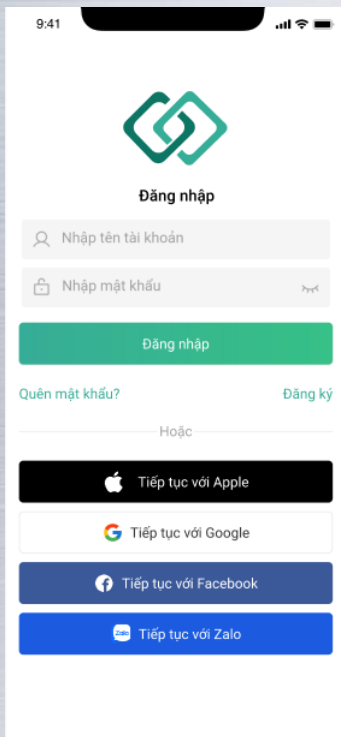 9:41
Đăng nhập
Nhập tên tài khoản
Nhập mật khẩu
Đăng nhập
Quên mật khẩu? Đăng ký
Hoặc
Tiếp tục với Apple
Tiếp tục với Google
Tiếp tục với Facebook
Zalo Tiếp tục với Zalo